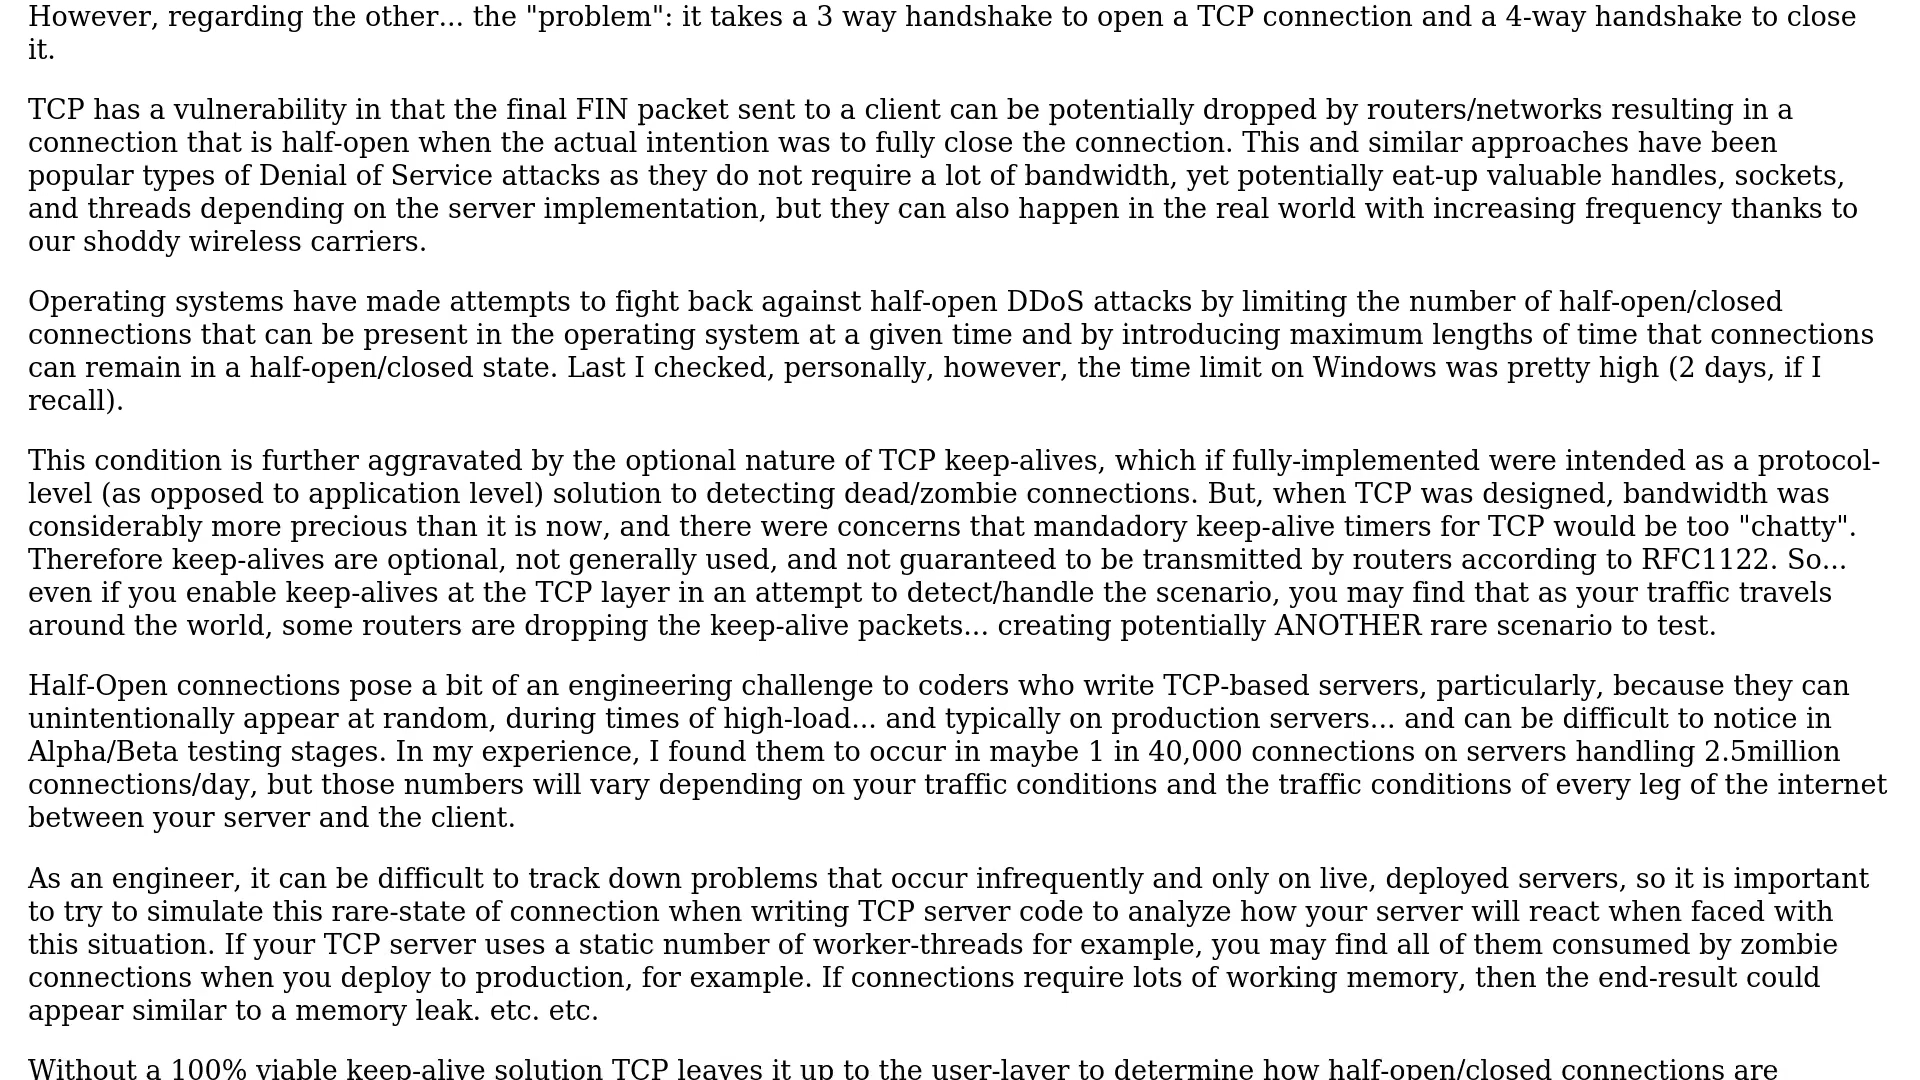 However, regarding the other... the "problem": it takes a 3 way handshake to open a TCP connection and a 4-way handshake to close
it.
TCP has a vulnerability in that the final FIN packet sent to a client can be potentially dropped by routers/networks resulting in a
connection that is half-open when the actual intention was to fully close the connection. This and similar approaches have been
popular types of Denial of Service attacks as they do not require a lot of bandwidth, yet potentially eat-up valuable handles, sockets,
and threads depending on the server implementation, but they can also happen in the real world with increasing frequency thanks to
our shoddy wireless carriers.
Operating systems have made attempts to fight back against half-open DDoS attacks by limiting the number of half-open/closed
connections that can be present in the operating system at a given time and by introducing maximum lengths of time that connections
can remain in a half-open/closed state. Last I checked, personally, however, the time limit on Windows was pretty high (2 days, if I
recall).
This condition is further aggravated by the optional nature of TCP keep-alives, which if fully-implemented were intended as a protocol-
level (as opposed to application level) solution to detecting dead/zombie connections. But, when TCP was designed, bandwidth was
considerably more precious than it is now, and there were concerns that mandadory keep-alive timers for TCP would be too "chatty".
Therefore keep-alives are optional, not generally used, and not guaranteed to be transmitted by routers according to RFC1122. So...
even if you enable keep-alives at the TCP layer in an attempt to detect/handle the scenario, you may find that as your traffic travels
around the world, some routers are dropping the keep-alive packets... creating potentially ANOTHER rare scenario to test.
Half-Open connections pose a bit of an engineering challenge to coders who write TCP-based servers, particularly, because they can
unintentionally appear at random, during times of high-load... and typically on production servers... and can be difficult to notice in
Alpha/Beta testing stages. In my experience, I found them to occur in maybe 1 in 40,000 connections on servers handling 2.5million
connections/day, but those numbers will vary depending on your traffic conditions and the traffic conditions of every leg of the internet
between your server and the client.
As an engineer, it can be difficult to track down problems that occur infrequently and only on live, deployed servers, so it is important
to try to simulate this rare-state of connection when writing TCP server code to analyze how your server will react when faced with
this situation. If your TCP server uses a static number of worker-threads for example, you may find all of them consumed by zombie
connections when you deploy to production, for example. If connections require lots of working memory, then the end-result could
appear similar to a memory leak. etc. etc.
Without a 100% viable keep-alive solution TCP leaves it up to the user-layer to determine how half-open/closed connections are